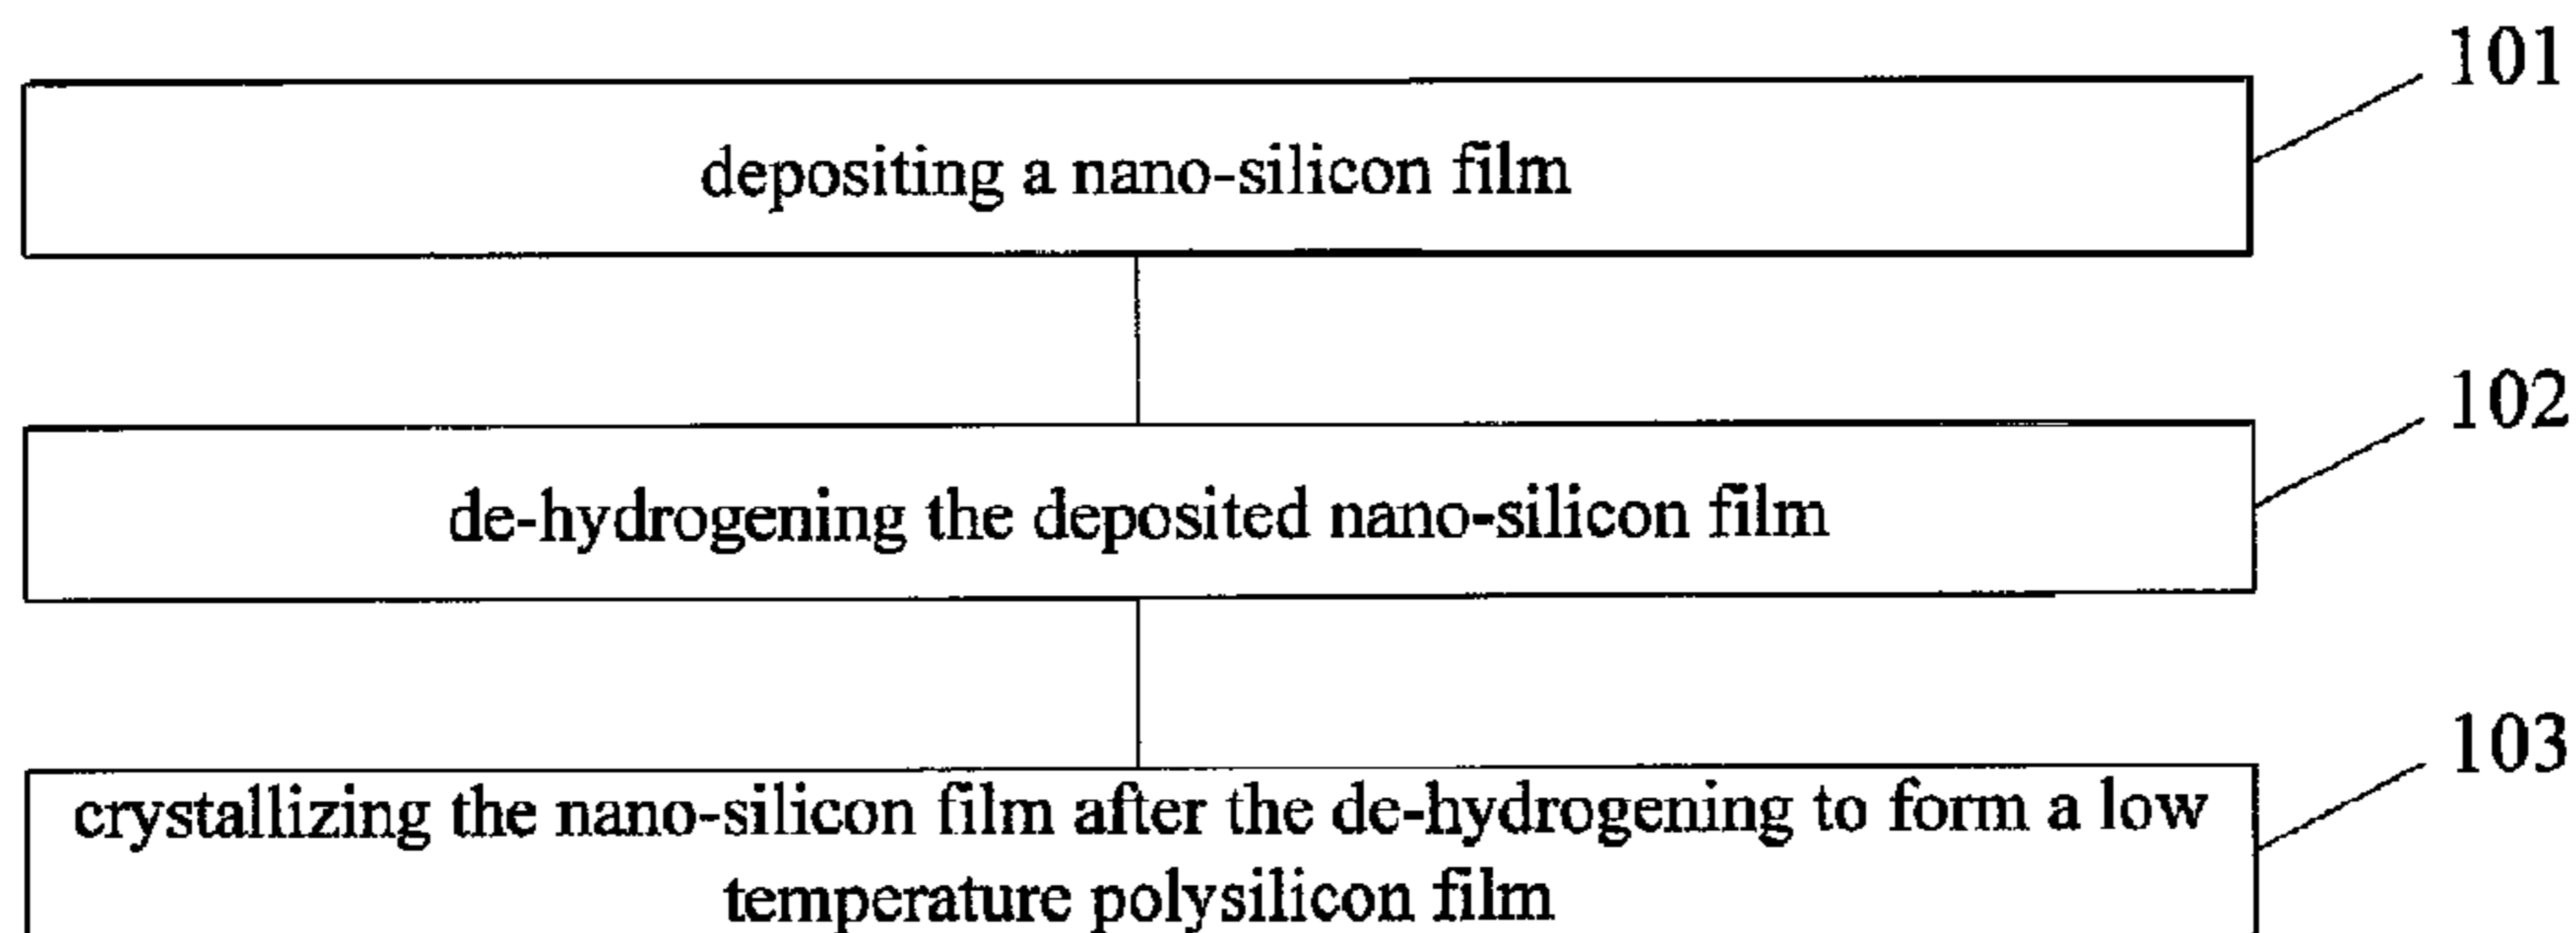 101
depositing a nano-silicon film
102
de-hydrogening the deposited nano-silicon film
103
crystallizing the nano-silicon film after the de-hydrogening to form a low
temperature polysilicon film